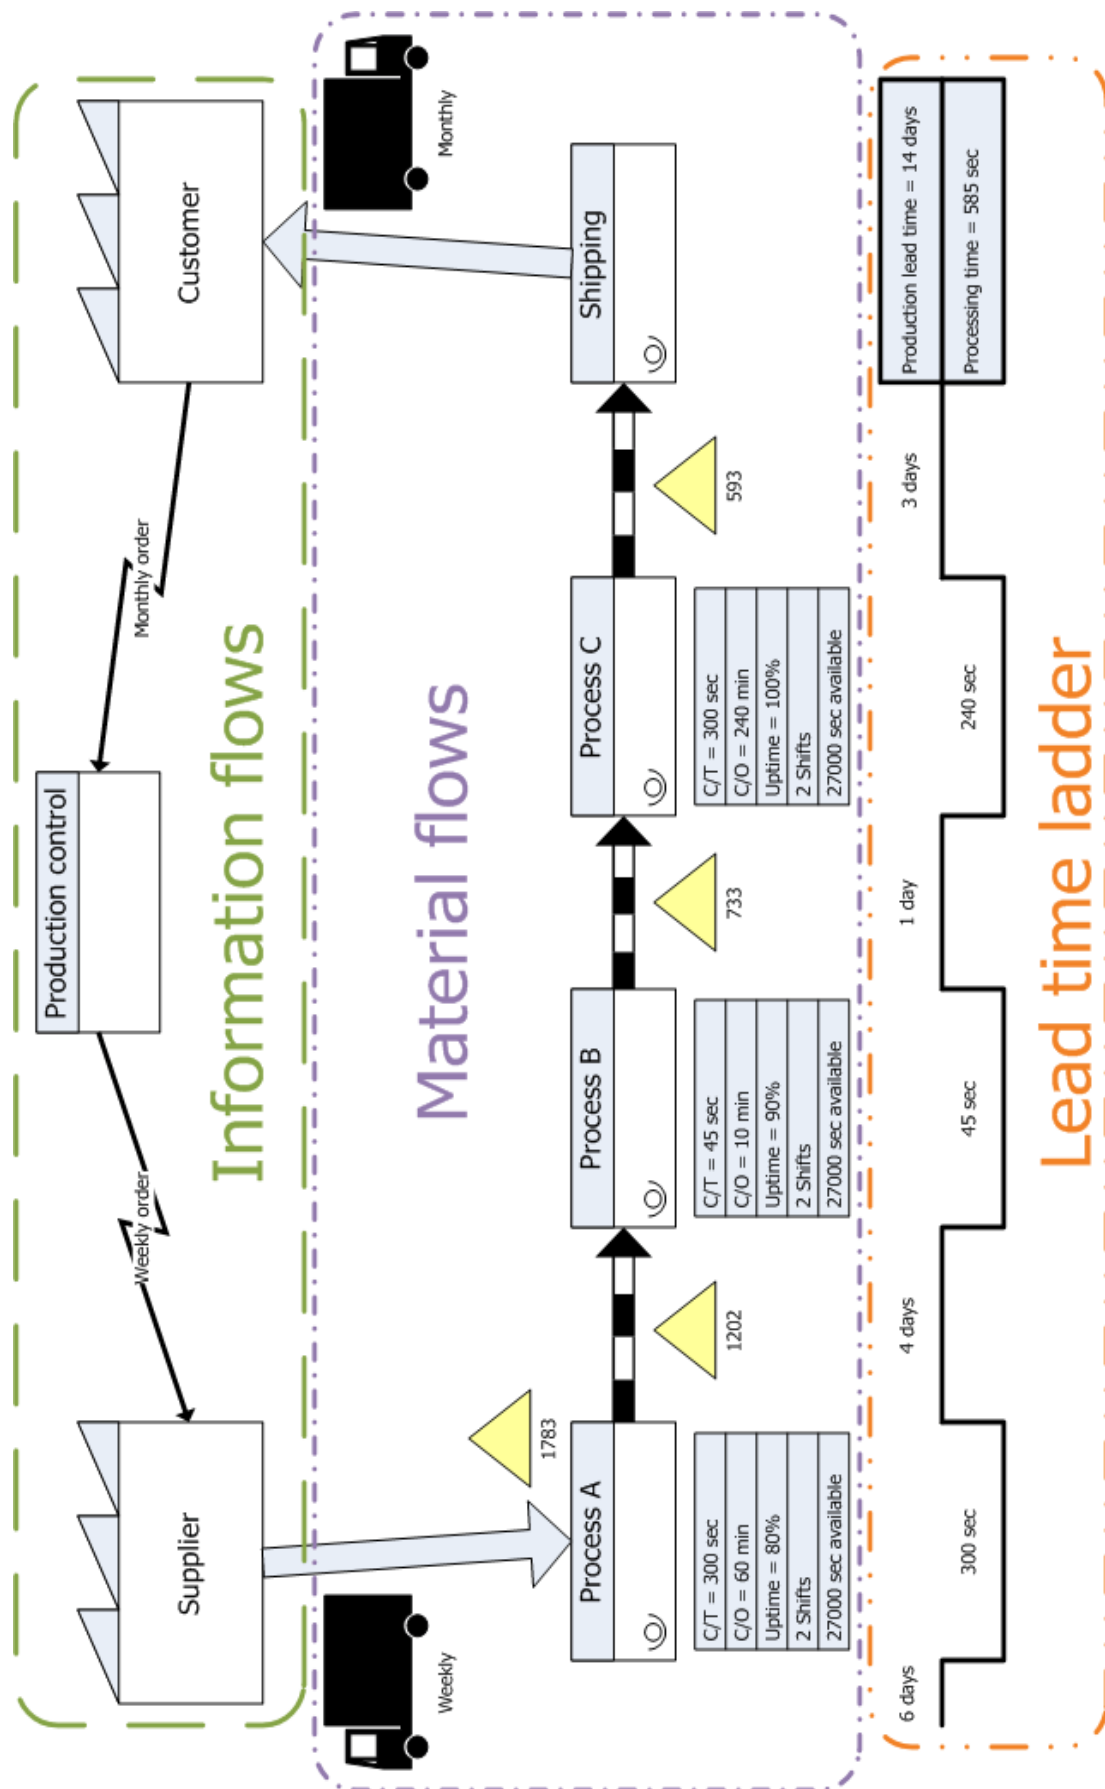 Production control
Supplier
Customer
Weekly order
Monthly order
Information flows
Weekly
Monthly
Material flows
1783
Process A
Process B
Process C
Shipping
1202
733
593
C/T = 300 sec
C/O = 60 min
Uptime = 80%
2 Shifts
27000 sec available
C/T = 45 sec
C/O = 10 min
Uptime = 90%
2 Shifts
27000 sec available
C/T = 300 sec
C/O = 240 min
Uptime = 100%
2 Shifts
27000 sec available
6 days
4 days
1 day
3 days
300 sec
45 sec
240 sec
Production lead time = 14 days
Processing time = 585 sec
Lead time ladder